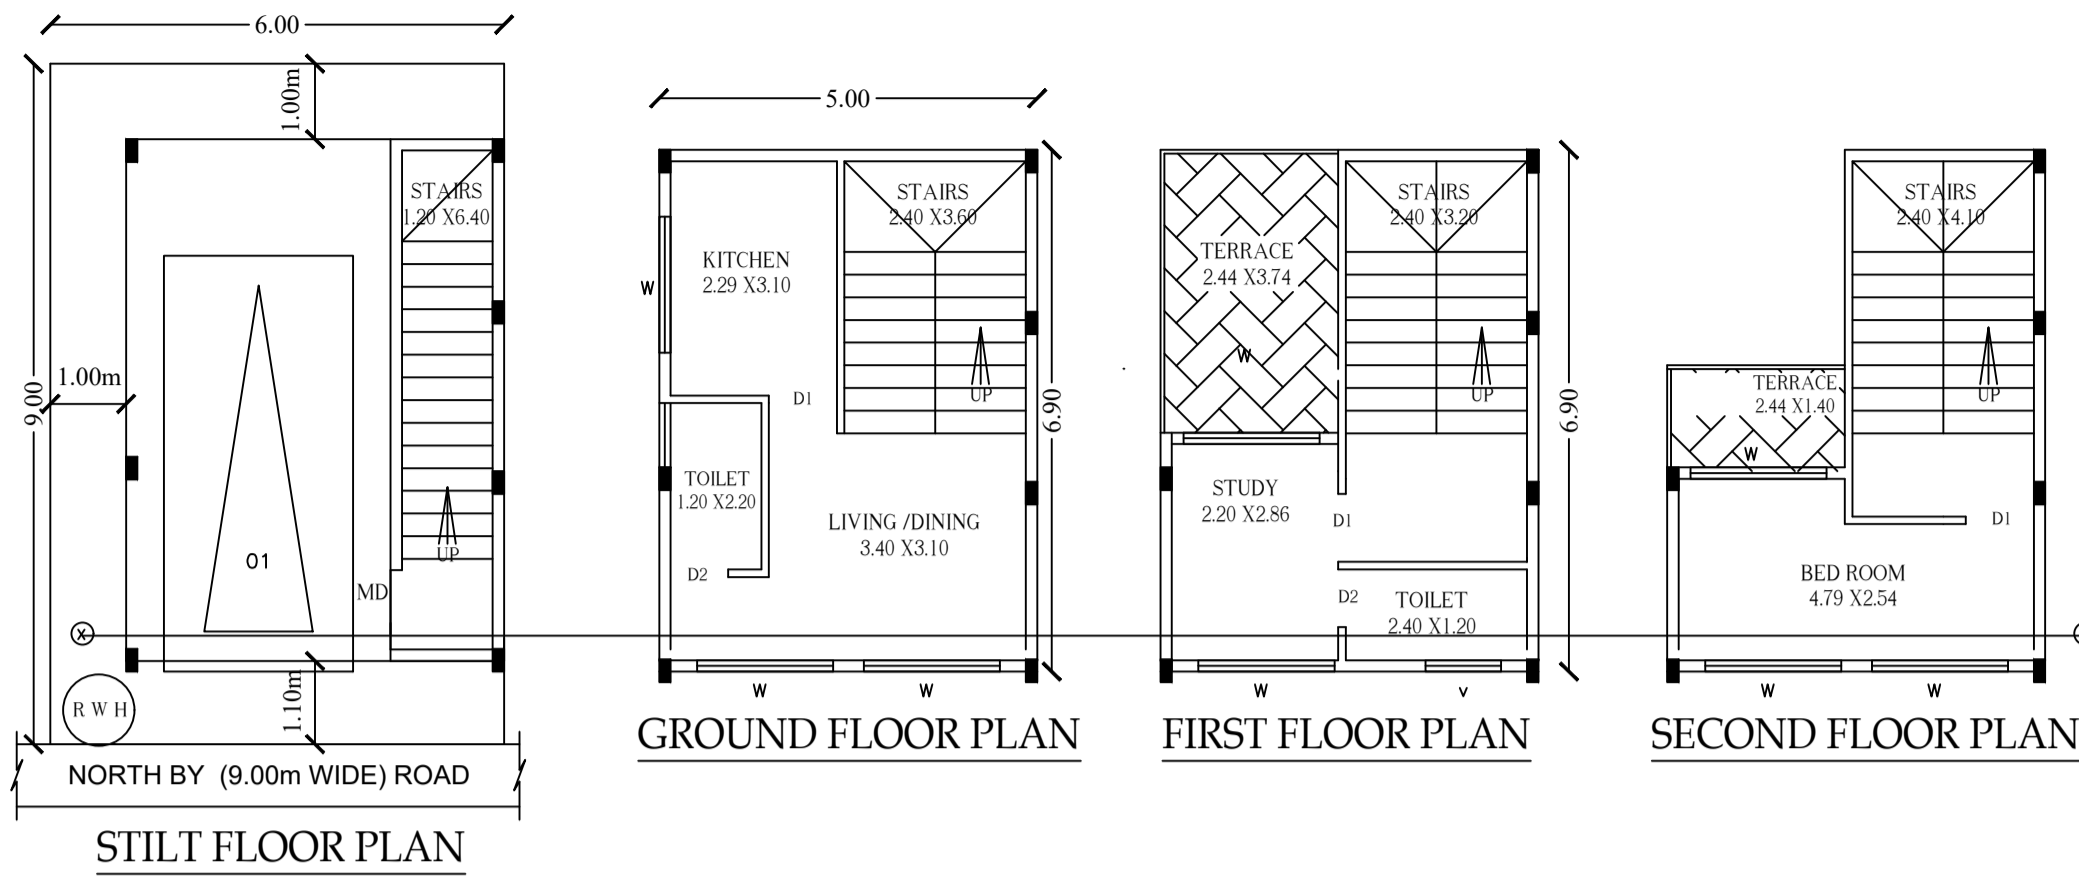 6.00
9.00
1.00m
1.00m
STAIRS
1.20 X6.40
UP
01
MD
X
R W H
1.10m
NORTH BY (9.00m WIDE) ROAD
STILT FLOOR PLAN
5.00
6.90
STAIRS
2.40 X3.60
UP
KITCHEN
2.29 X3.10
W
D1
TOILET
1.20 X2.20
D2
LIVING /DINING
3.40 X3.10
W
W
GROUND FLOOR PLAN
STAIRS
2.40 X3.20
UP
TERRACE
2.44 X3.74
W
6.90
STUDY
2.20 X2.86
D1
D2
TOILET
2.40 X1.20
W
v
FIRST FLOOR PLAN
STAIRS
2.40 X4.10
UP
TERRACE
2.44 X1.40
W
D1
BED ROOM
4.79 X2.54
W
W
SECOND FLOOR PLAN